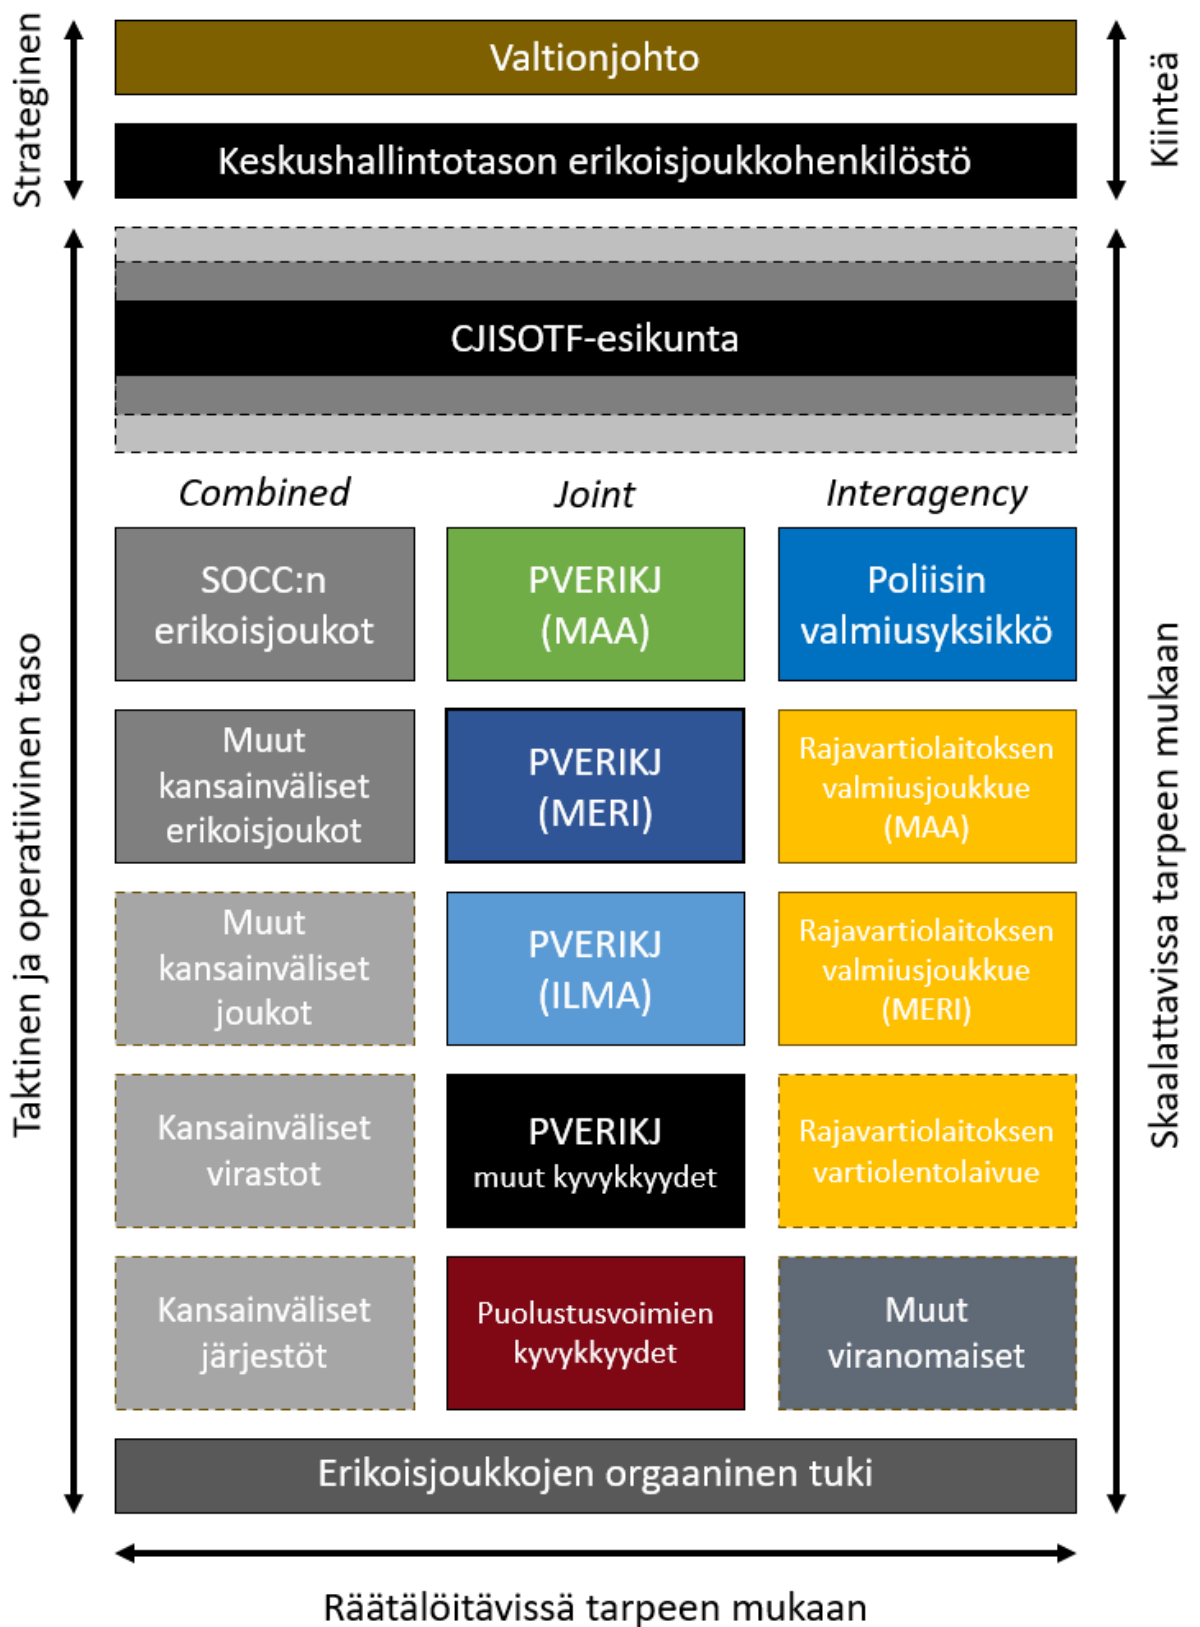 Strateginen
Valtionjohto
Kiinteä
Keskushallintotason erikoisjoukkohenkilöstö
CJISOTF-esikunta
Taktinen ja operatiivinen taso
Skaalattavissa tarpeen mukaan
Combined
Joint
Interagency
SOCC:n
erikoisjoukot
PVERIKJ
(MAA)
Poliisin
valmiusyksikkö
Muut
kansainväliset
erikoisjoukot
PVERIKJ
(MERI)
Rajavartiolaitoksen
valmiusjoukkue
(MAA)
Muut
kansainväliset
joukot
PVERIKJ
(ILMA)
Rajavartiolaitoksen
valmiusjoukkue
(MERI)
Kansainväliset
virastot
PVERIKJ
muut kyvykkyydet
Rajavartiolaitoksen
vartiolentolaivue
Kansainväliset
järjestöt
Puolustusvoimien
kyvykkyydet
Muut
viranomaiset
Erikoisjoukkojen orgaaninen tuki
Räätälöitävissä tarpeen mukaan